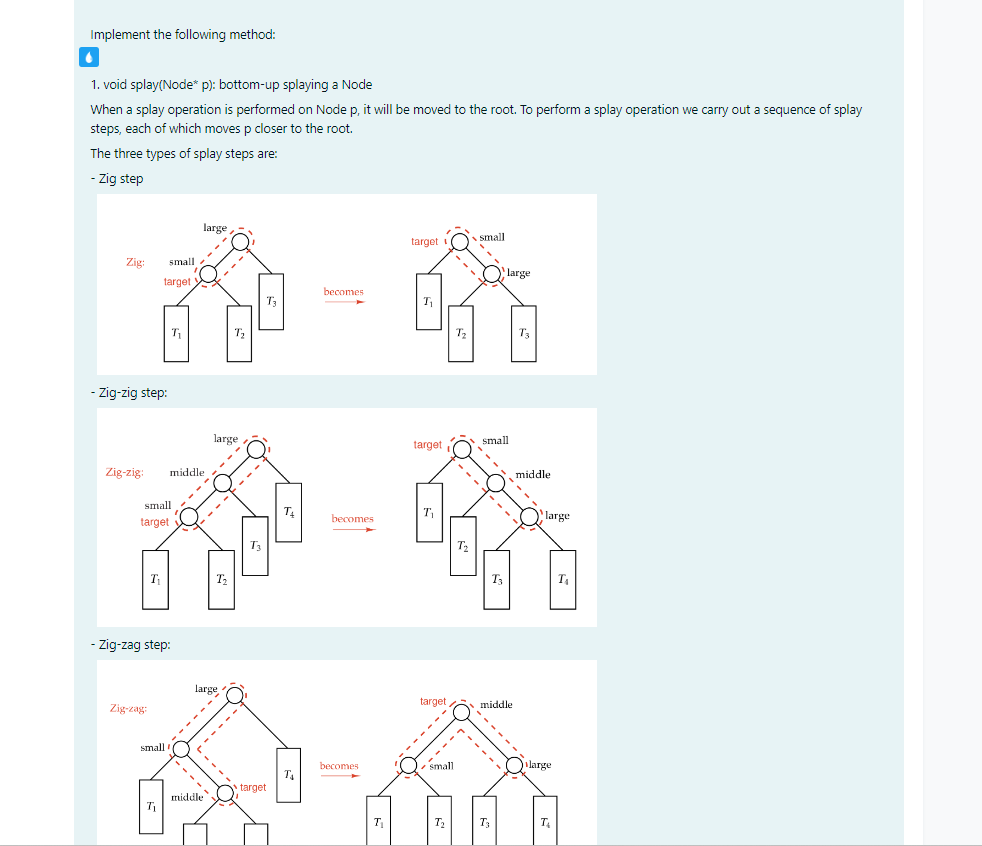 Implement the following method:
1. void splay(Node* p): bottom-up splaying a Node
When a splay operation is performed on Node p, it will be moved to the root. To perform a splay operation we carry out a sequence of splay
steps, each of which moves p closer to the root.
The three types of splay steps are:
- Zig step
large
target
small
Zig:
small
large
target
becomes
T3
T1
T1
T2
T2
T3
- Zig-zig step:
large
target
small
Zig-zig:
middle
middle
small
target
T4
T1
large
becomes
T3
T2
T1
T2
T3
T4
- Zig-zag step:
large
target
middle
Zig-zag:
small
becomes
small
large
T4
target
middle
T1
T1
T2
T3
T4